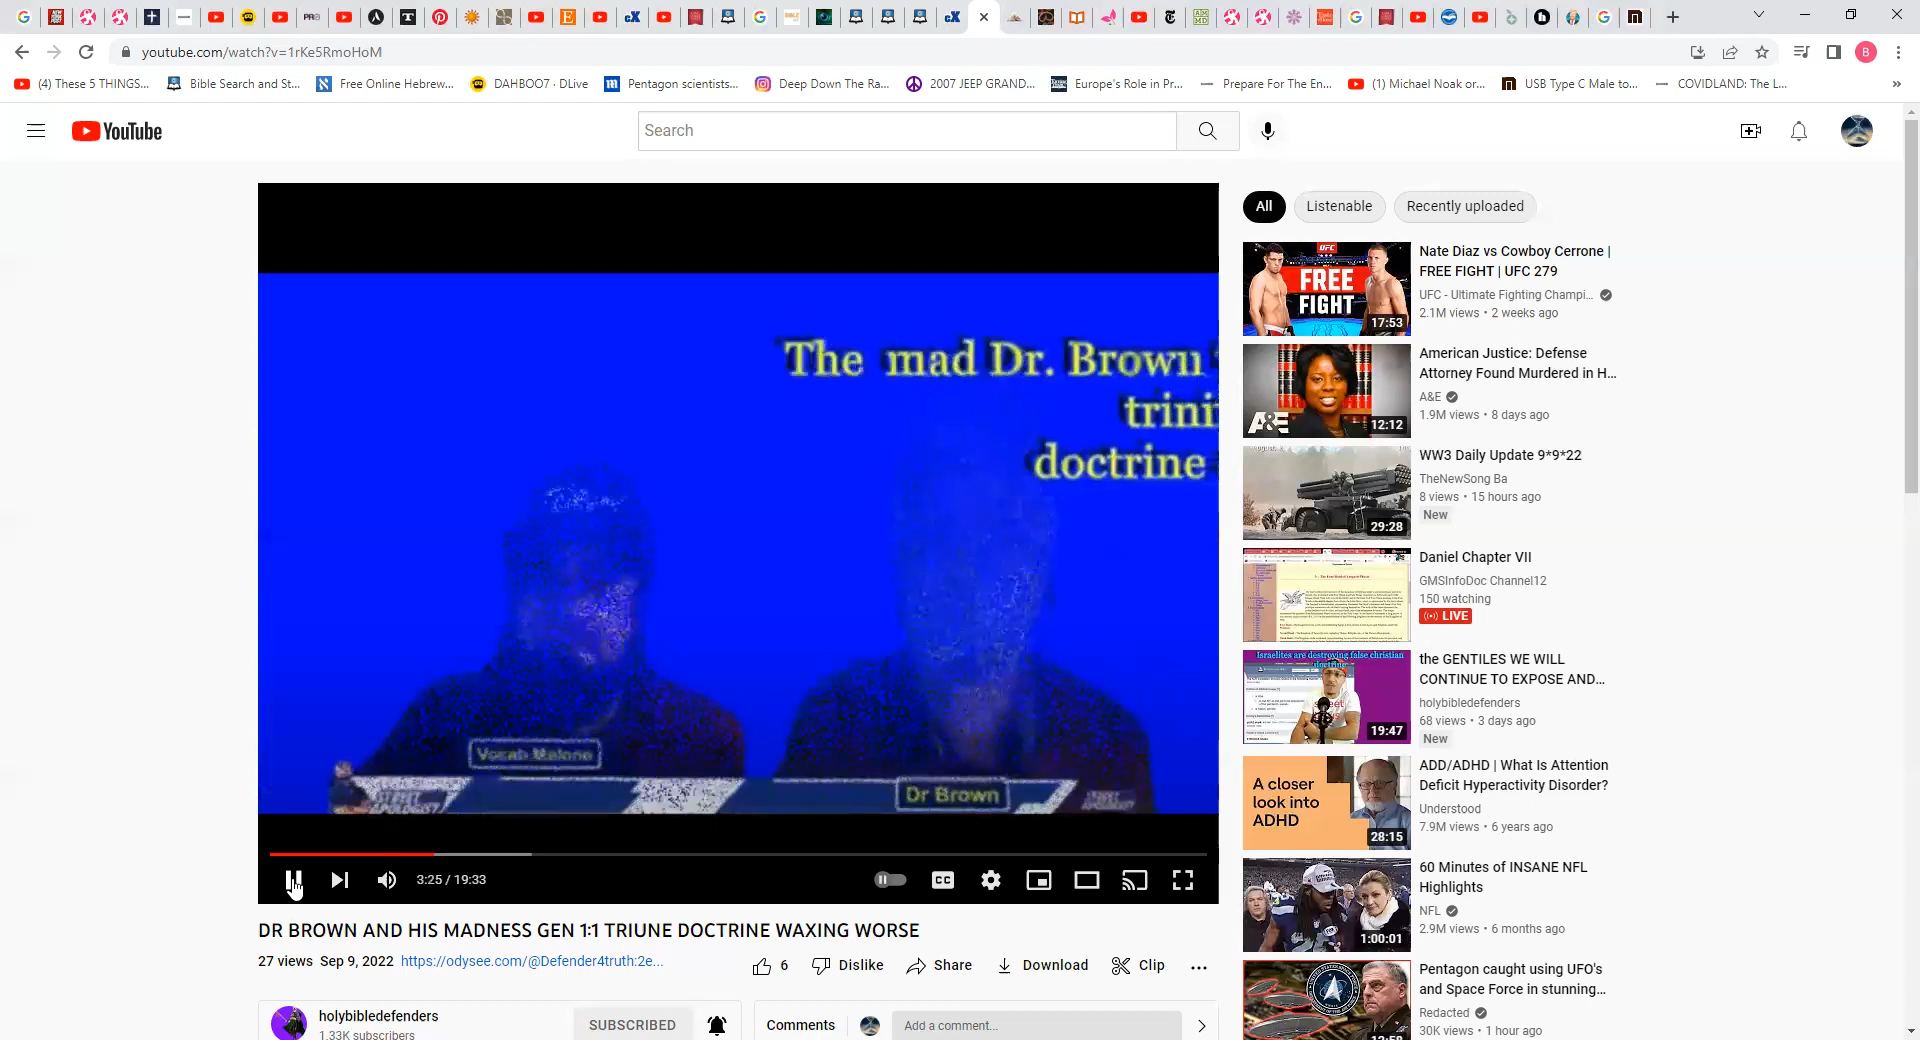 youtube.com/watch?v=1rKe5RmoHoM
B
(4) These 5 THINGS...
Bible Search and St...
Free Online Hebrew...
DAHBOO7 · DLive
Pentagon scientists...
Deep Down The Ra...
2007 JEEP GRAND...
Europe's Role in Pr...
Prepare For The En...
(1) Michael Noak or...
USB Type C Male to...
COVIDLAND: The L...
YouTube
Search
The mad Dr. Brown
trini
doctrine
Vocab Malone
Dr Brown
3:25 / 19:33
CC
DR BROWN AND HIS MADNESS GEN 1:1 TRIUNE DOCTRINE WAXING WORSE
27 views Sep 9, 2022 https://odysee.com/@Defender4truth:2e...
6 Dislike Share Download Clip
holybibledefenders
1.33K subscribers
SUBSCRIBED
Comments
Add a comment...
All Listenable Recently uploaded
UFC
FREE
FIGHT
17:53
Nate Diaz vs Cowboy Cerrone |
FREE FIGHT | UFC 279
UFC - Ultimate Fighting Champi...
2.1M views • 2 weeks ago
A&E
12:12
American Justice: Defense
Attorney Found Murdered in H...
A&E
1.9M views • 8 days ago
29:28
WW3 Daily Update 9*9*22
TheNewSong Ba
8 views • 15 hours ago
New
Daniel Chapter VII
GMSInfoDoc Channel12
150 watching
LIVE
Israelites are destroying false christian
doctrine
19:47
the GENTILES WE WILL
CONTINUE TO EXPOSE AND...
holybibledefenders
68 views • 3 days ago
New
A closer
look into
ADHD
28:15
ADD/ADHD | What Is Attention
Deficit Hyperactivity Disorder?
Understood
7.9M views • 6 years ago
1:00:01
60 Minutes of INSANE NFL
Highlights
NFL
2.9M views • 6 months ago
Pentagon caught using UFO's
and Space Force in stunning...
Redacted
30K views • 1 hour ago